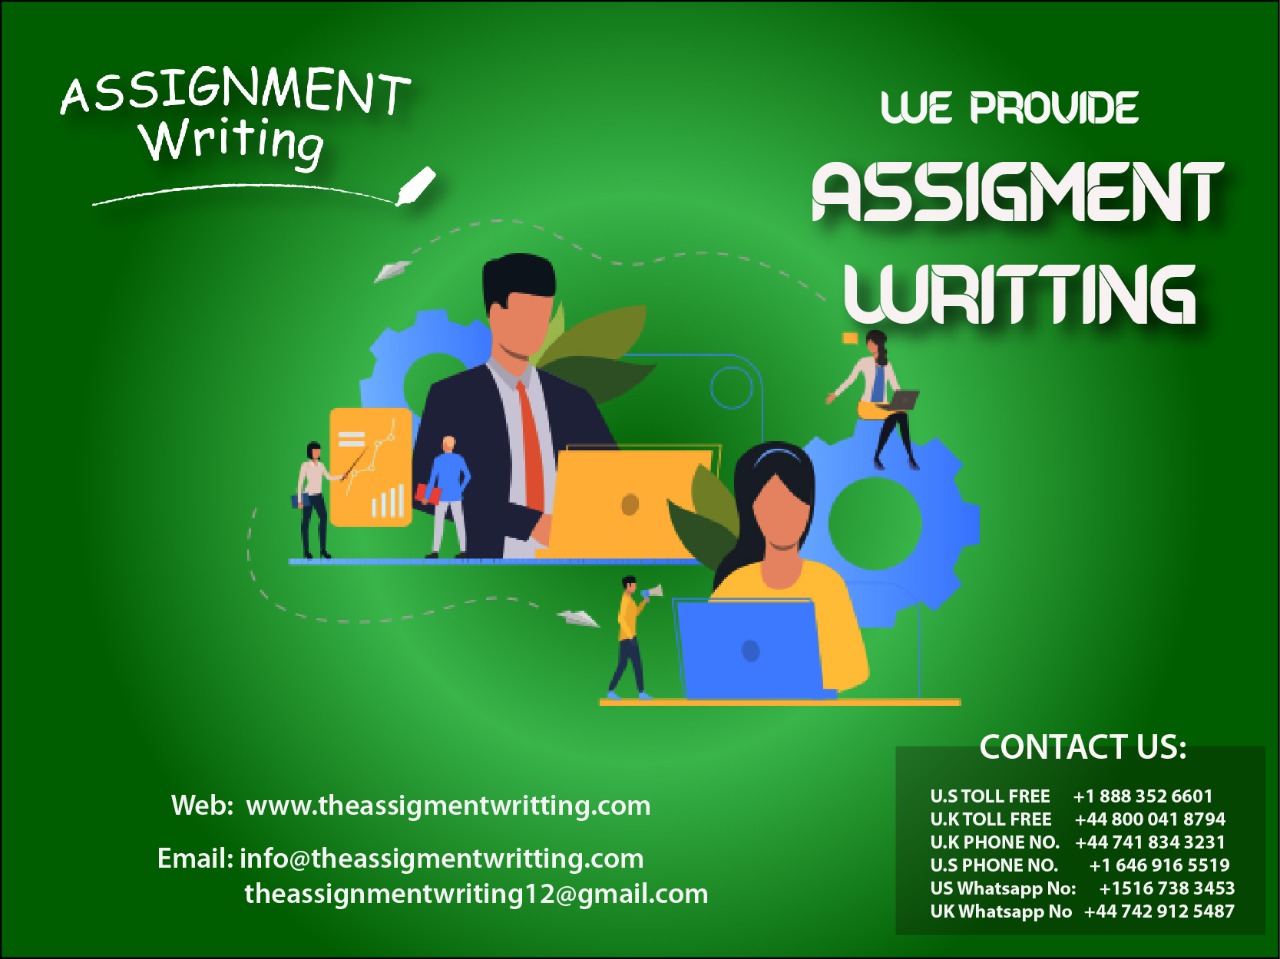 ASSIGNMENT
Writing
WE PROVIDE
ASSIGMENT
WRITTING
CONTACT US:
U.S TOLL FREE +1 888 352 6601
U.K TOLL FREE +44 800 041 8794
U.K PHONE NO. +44 741 834 3231
U.S PHONE NO. +1 646 916 5519
US Whatsapp No: +1516 738 3453
UK Whatsapp No +44 742 912 5487
Web: www.theassigmentwritting.com
Email: info@theassigmentwritting.com
theassignmentwriting12@gmail.com